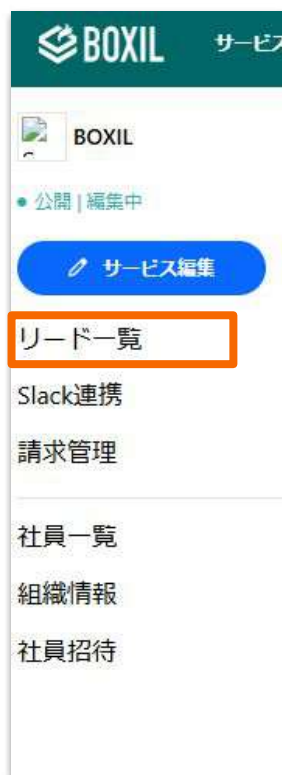 BOXIL サービス
BOXIL
公開 | 編集中
サービス編集
リード一覧
Slack連携
請求管理
社員一覧
組織情報
社員招待